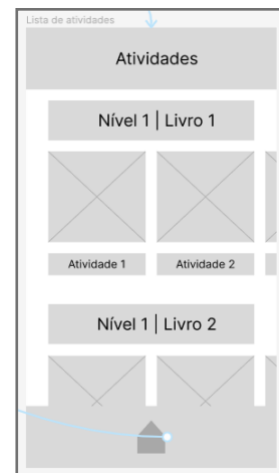 Lista de atividades
Atividades
Nível 1 | Livro 1
Atividade 1
Atividade 2
Nível 1 | Livro 2